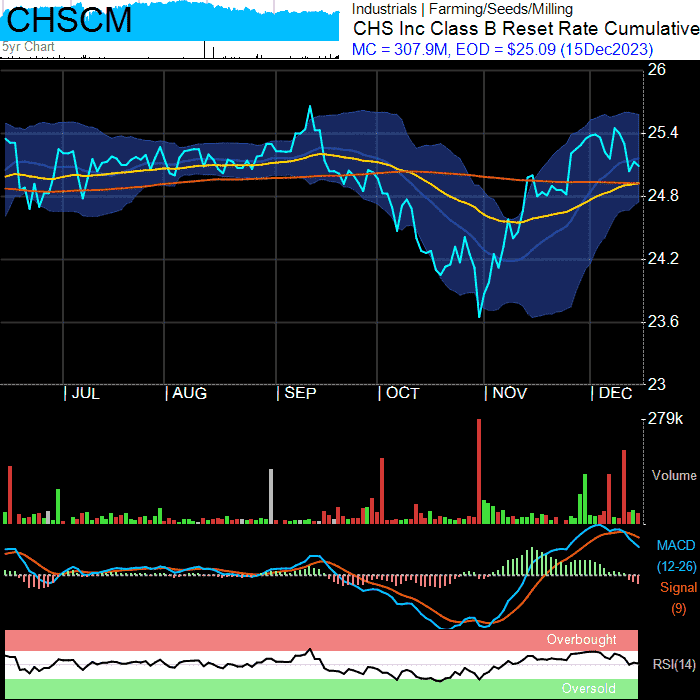 CHSCM
5yr Chart
Industrials | Farming/Seeds/Milling
CHS Inc Class B Reset Rate Cumulative
MC = 307.9M, EOD = $25.09 (15Dec2023)
26
25.4
24.8
24.2
23.6
23
JUL AUG SEP OCT NOV DEC
279k
Volume
MACD
(12-26)
Signal
(9)
Overbought
RSI(14)
Oversold